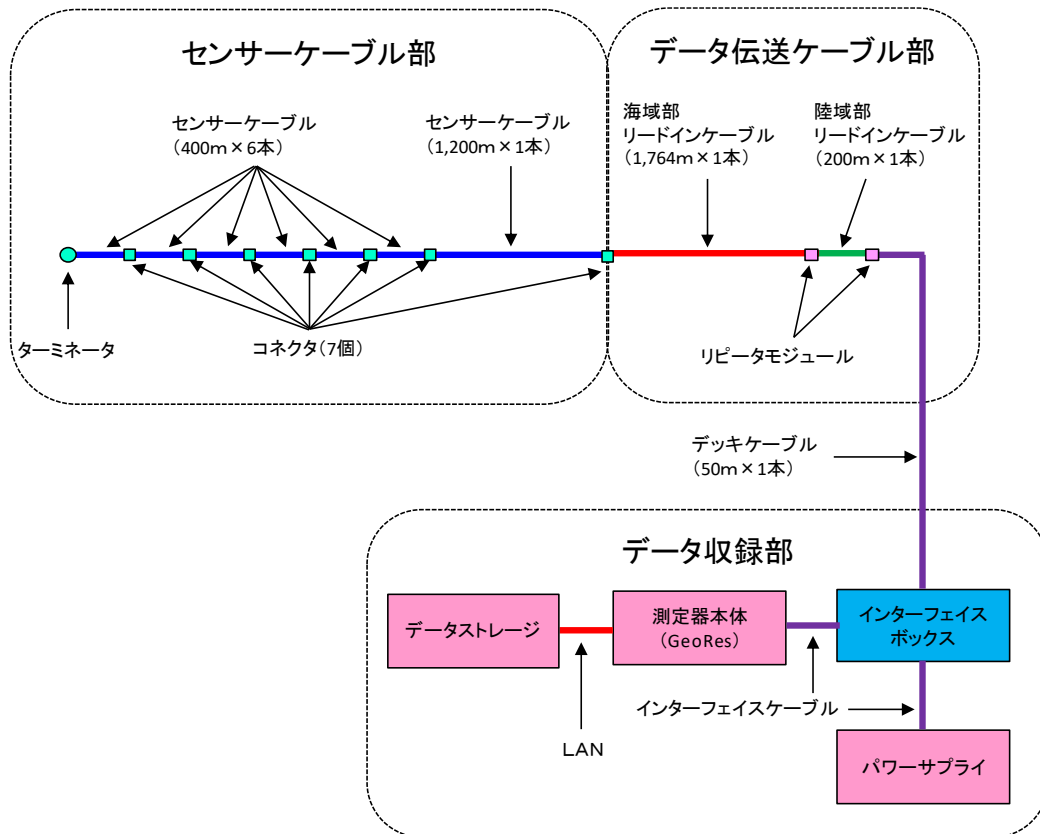 センサーケーブル部
データ伝送ケーブル部
センサーケーブル
（400m×6本）
センサーケーブル
（1,200m×1本）
海域部
リードインケーブル
（1,764m×1本）
陸域部
リードインケーブル
（200m×1本）
ターミネータ
コネクタ（7個）
リピータモジュール
デッキケーブル
（50m×1本）
データ収録部
データストレージ
測定器本体
（GeoRes）
インターフェイス
ボックス
インターフェイスケーブル
LAN
パワーサプライ